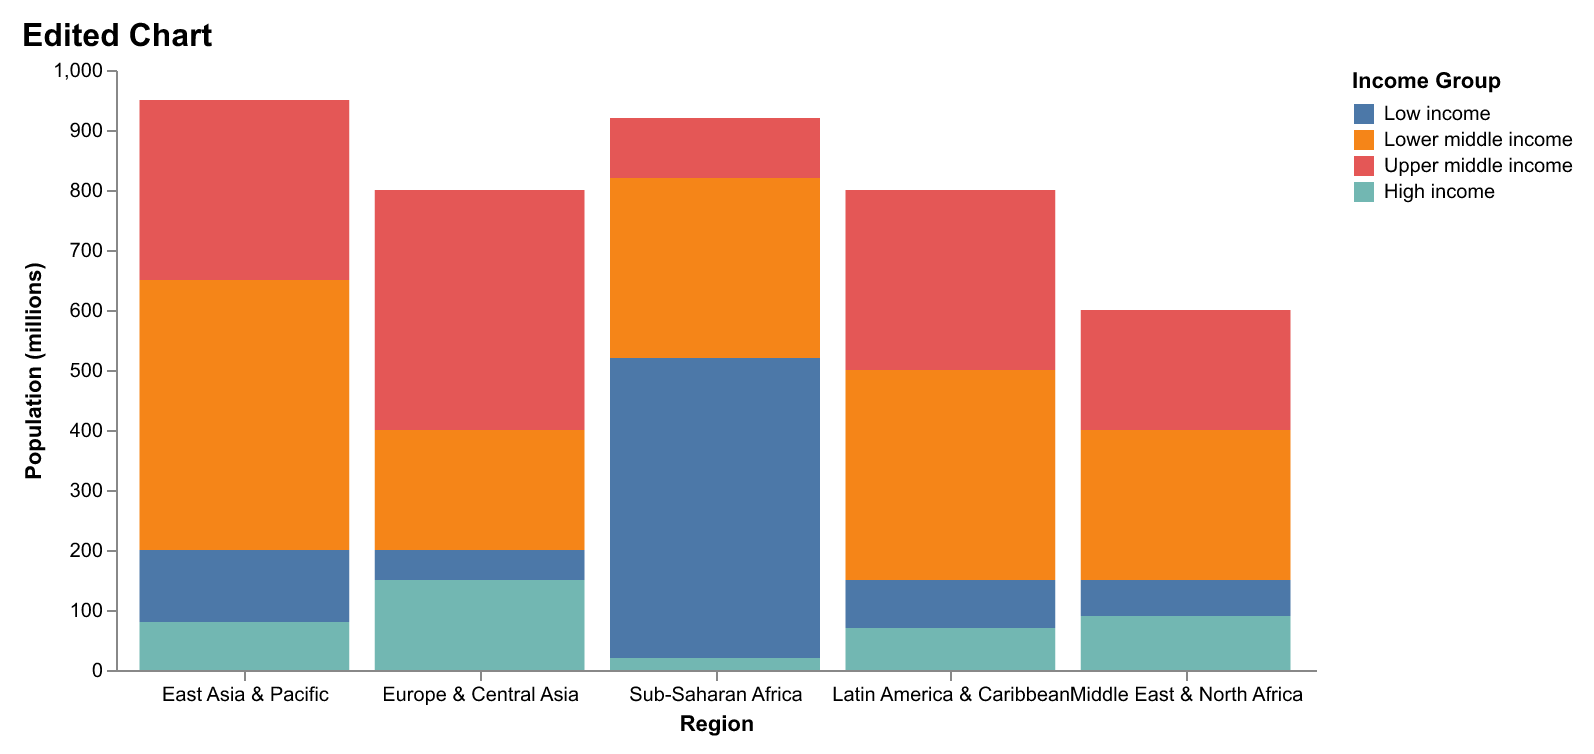 Edited Chart
1,000
900
800
700
600
500
400
300
200
100
0
Population (millions)
East Asia & Pacific
Europe & Central Asia
Sub-Saharan Africa
Latin America & Caribbean
Middle East & North Africa
Region
Income Group
Low income
Lower middle income
Upper middle income
High income